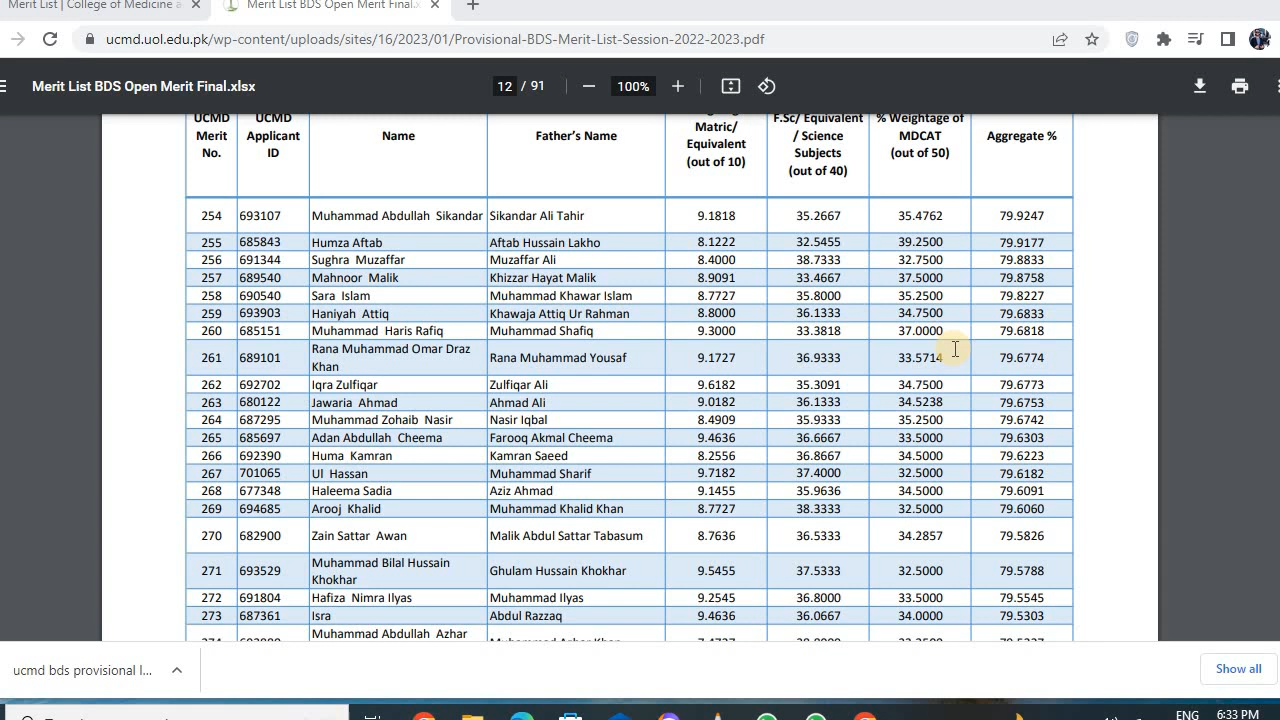 Merit List | College of Medicine a
Merit List BDS Open Merit Final.x
ucmd.uol.edu.pk/wp-content/uploads/sites/16/2023/01/Provisional-BDS-Merit-List-Session-2022-2023.pdf
Merit List BDS Open Merit Final.xlsx
12 / 91
100%
UCMD Merit No. UCMD Applicant ID Name Father's Name Matric/ Equivalent (out of 10) F.Sc/ Equivalent / Science Subjects (out of 40) % Weightage of MDCAT (out of 50) Aggregate %
254 693107 Muhammad Abdullah Sikandar Sikandar Ali Tahir 9.1818 35.2667 35.4762 79.9247
255 685843 Humza Aftab Aftab Hussain Lakho 8.1222 32.5455 39.2500 79.9177
256 691344 Sughra Muzaffar Muzaffar Ali 8.4000 38.7333 32.7500 79.8833
257 689540 Mahnoor Malik Khizzar Hayat Malik 8.9091 33.4667 37.5000 79.8758
258 690540 Sara Islam Muhammad Khawar Islam 8.7727 35.8000 35.2500 79.8227
259 693903 Haniyah Attiq Khawaja Attiq Ur Rahman 8.8000 36.1333 34.7500 79.6833
260 685151 Muhammad Haris Rafiq Muhammad Shafiq 9.3000 33.3818 37.0000 79.6818
261 689101 Rana Muhammad Omar Draz Khan Rana Muhammad Yousaf 9.1727 36.9333 33.5714 79.6774
262 692702 Iqra Zulfiqar Zulfiqar Ali 9.6182 35.3091 34.7500 79.6773
263 680122 Jawaria Ahmad Ahmad Ali 9.0182 36.1333 34.5238 79.6753
264 687295 Muhammad Zohaib Nasir Nasir Iqbal 8.4909 35.9333 35.2500 79.6742
265 685697 Adan Abdullah Cheema Farooq Akmal Cheema 9.4636 36.6667 33.5000 79.6303
266 692390 Huma Kamran Kamran Saeed 8.2556 36.8667 34.5000 79.6223
267 701065 Ul Hassan Muhammad Sharif 9.7182 37.4000 32.5000 79.6182
268 677348 Haleema Sadia Aziz Ahmad 9.1455 35.9636 34.5000 79.6091
269 694685 Arooj Khalid Muhammad Khalid Khan 8.7727 38.3333 32.5000 79.6060
270 682900 Zain Sattar Awan Malik Abdul Sattar Tabasum 8.7636 36.5333 34.2857 79.5826
271 693529 Muhammad Bilal Hussain Khokhar Ghulam Hussain Khokhar 9.5455 37.5333 32.5000 79.5788
272 691804 Hafiza Nimra Ilyas Muhammad Ilyas 9.2545 36.8000 33.5000 79.5545
273 687361 Isra Abdul Razzaq 9.4636 36.0667 34.0000 79.5303
Muhammad Abdullah Azhar
ucmd bds provisional l...
Show all
ENG 6:33 PM